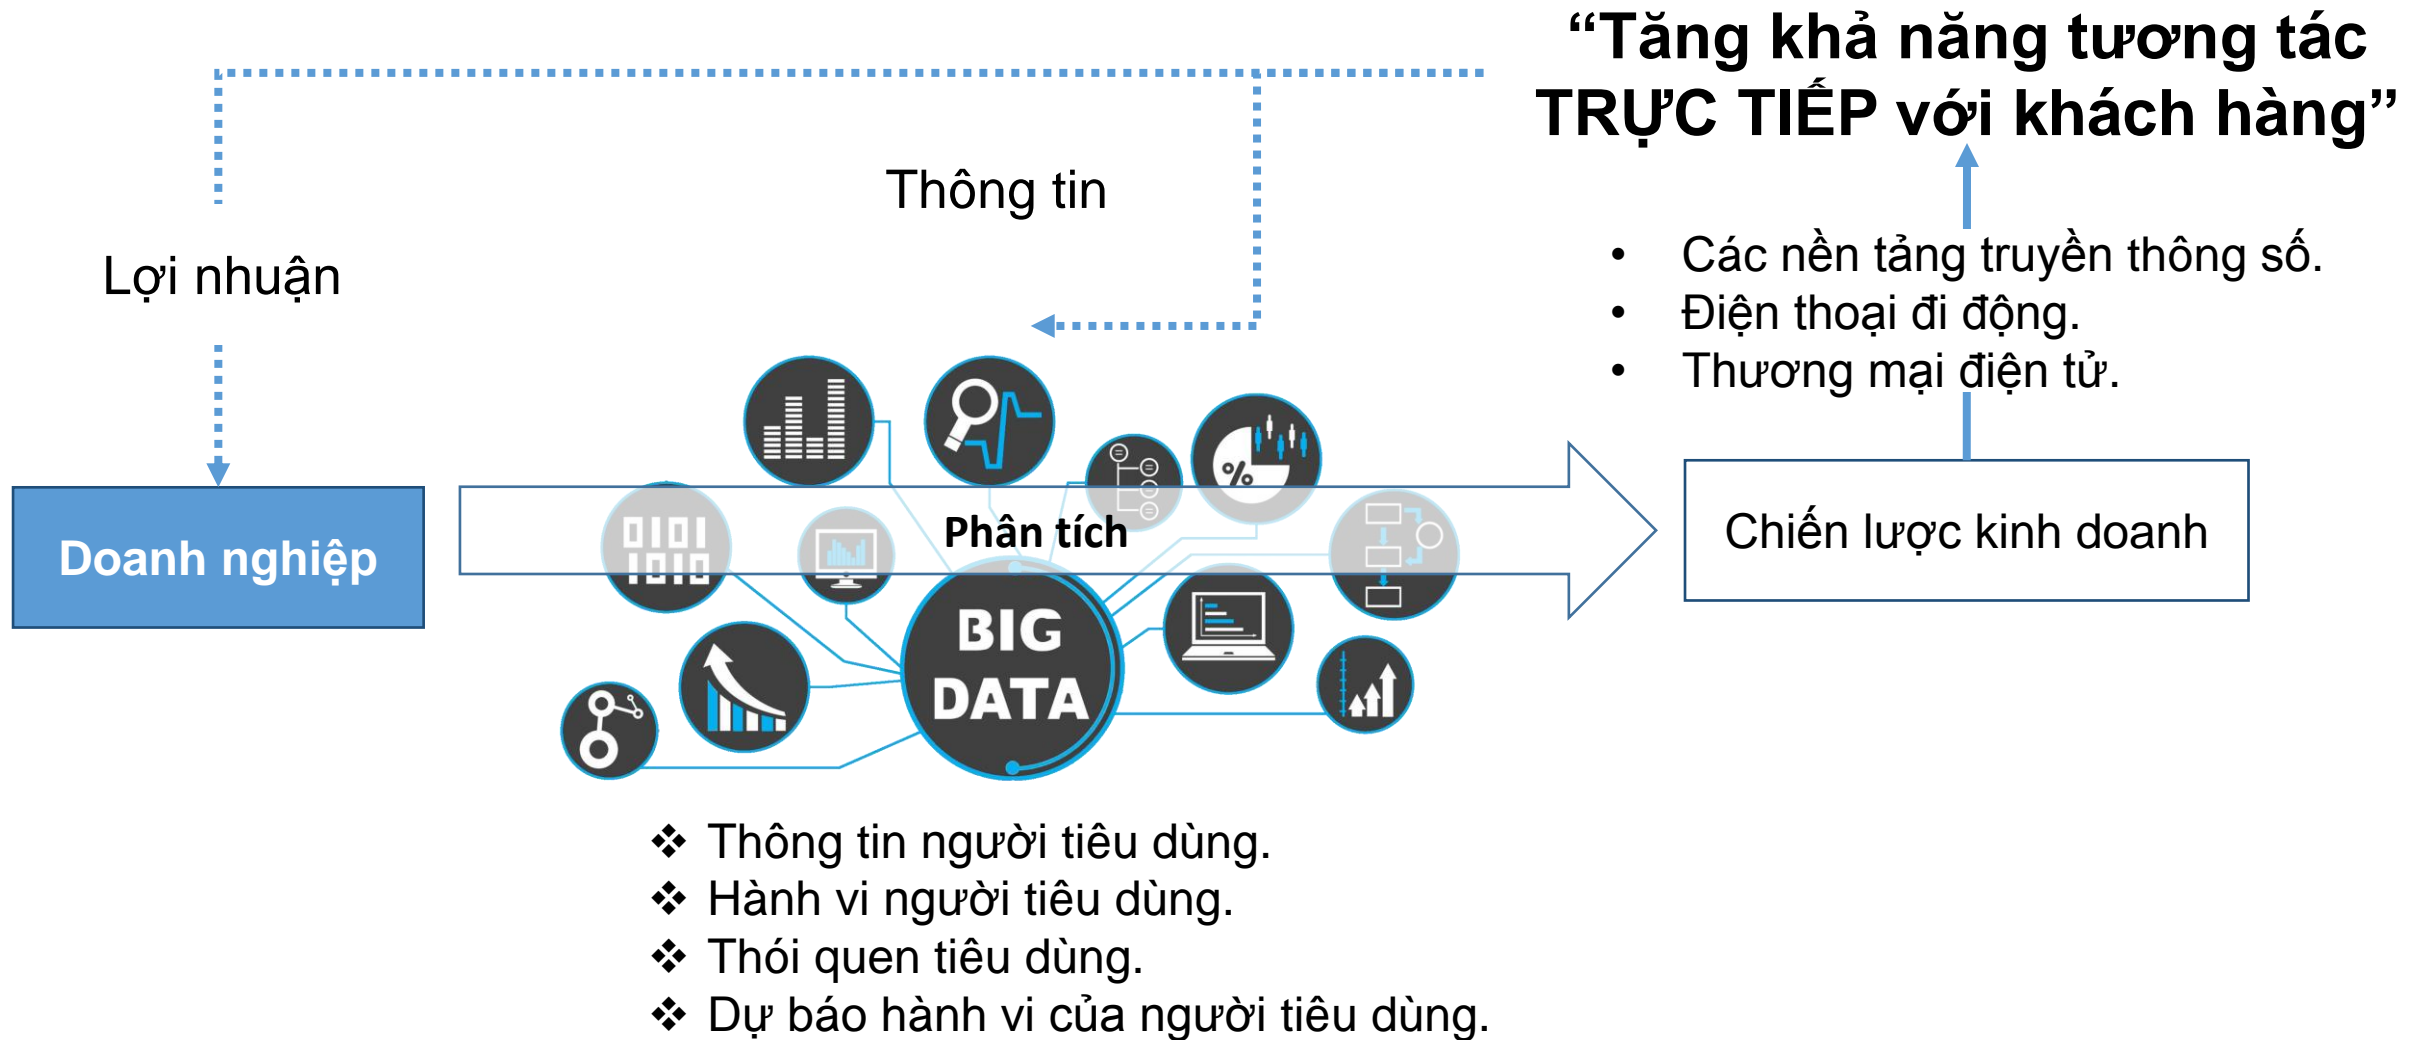 “Tăng khả năng tương tác
TRỰC TIẾP với khách hàng”
Thông tin
Lợi nhuận
• Các nền tảng truyền thông số.
• Điện thoại đi động.
• Thương mại điện tử.
Doanh nghiệp
Phân tích
Chiến lược kinh doanh
0101
1010
%
BIG
DATA
❖ Thông tin người tiêu dùng.
❖ Hành vi người tiêu dùng.
❖ Thói quen tiêu dùng.
❖ Dự báo hành vi của người tiêu dùng.